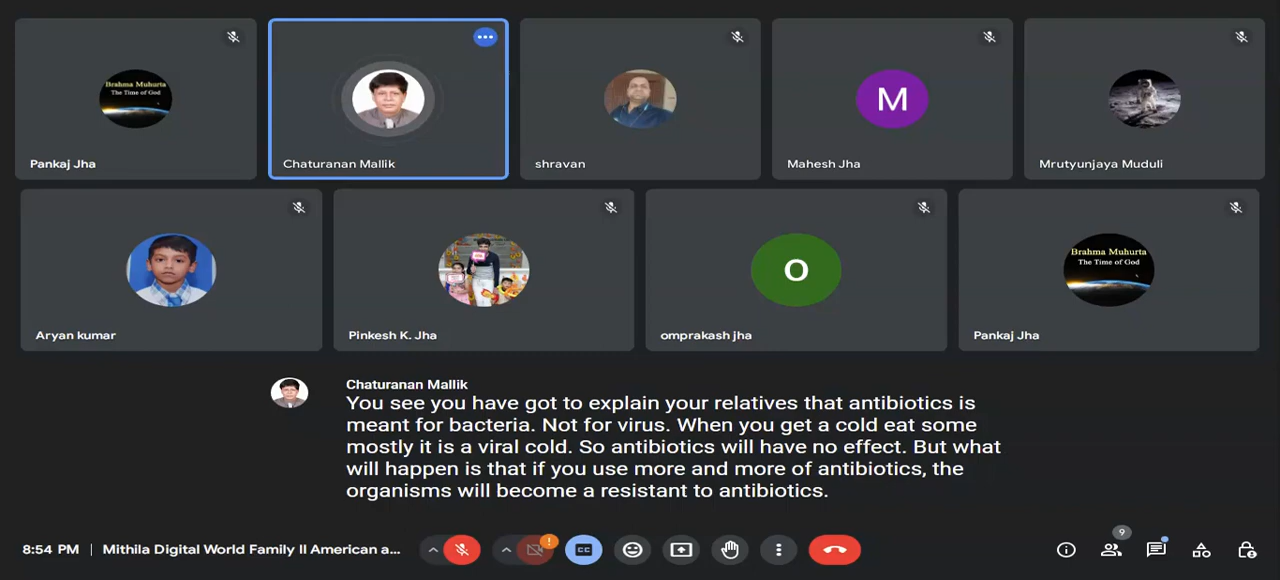 Brahma Muhurta
The Time of God
Pankaj Jha
Chaturanan Mallik
shravan
M
Mahesh Jha
Mrutyunjaya Muduli
Aryan kumar
Pinkesh K. Jha
O
omprakash jha
Brahma Muhurta
The Time of God
Pankaj Jha
Chaturanan Mallik
You see you have got to explain your relatives that antibiotics is
meant for bacteria. Not for virus. When you get a cold eat some
mostly it is a viral cold. So antibiotics will have no effect. But what
will happen is that if you use more and more of antibiotics, the
organisms will become a resistant to antibiotics.
8:54 PM | Mithila Digital World Family II American a...
CC
!
9